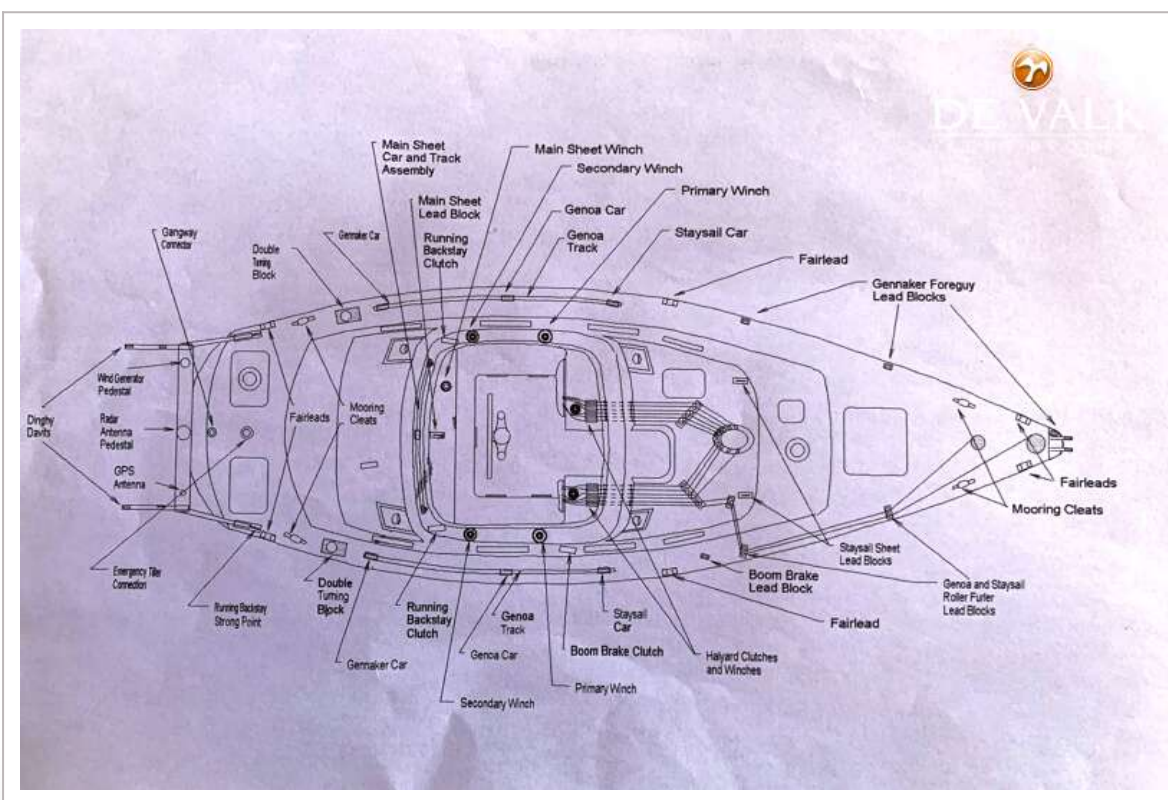 DE VALK
Main Sheet
Car and Track
Assembly
Main Sheet Winch
Secondary Winch
Primary Winch
Main Sheet
Lead Block
Genoa Car
Gangway
Connector
Gennaker Car
Running
Backstay
Clutch
Genoa
Track
Staysail Car
Double
Turning
Block
Fairlead
Gennaker Foreguy
Lead Blocks
Wind Generator
Pedestal
Dinghy
Davits
Radar
Antenna
Pedestal
Fairleads
Mooring
Cleats
GPS
Antenna
Fairleads
Mooring Cleats
Emergency Tiller
Connection
Running Backstay
Strong Point
Double
Turning
Block
Gennaker Car
Running
Backstay
Clutch
Genoa Car
Genoa
Track
Secondary Winch
Primary Winch
Staysail
Car
Boom Brake Clutch
Halyard Clutches
and Winches
Boom Brake
Lead Block
Fairlead
Staysail Sheet
Lead Blocks
Genoa and Staysail
Roller Furler
Lead Blocks